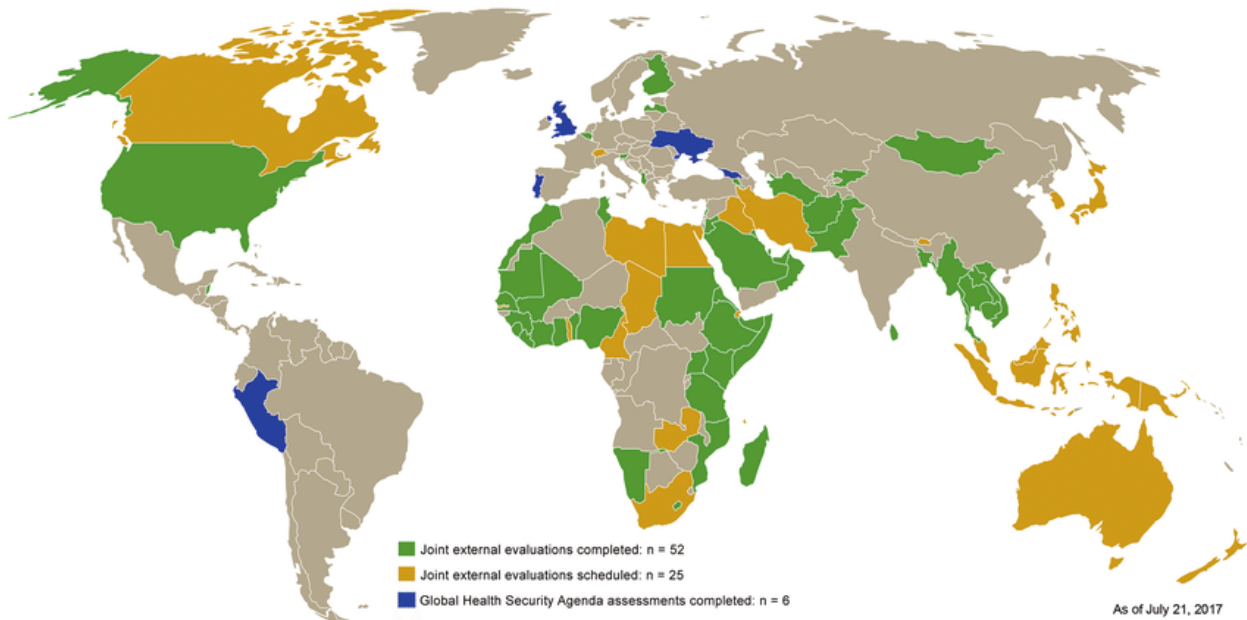 Joint external evaluations completed: n = 52
Joint external evaluations scheduled: n = 25
Global Health Security Agenda assessments completed: n = 6
As of July 21, 2017